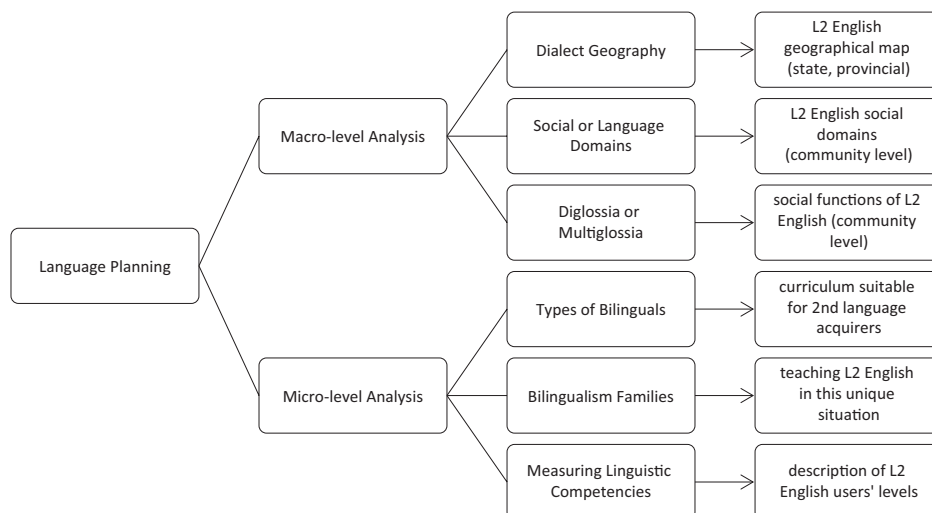 Language Planning
Macro-level Analysis
Dialect Geography
L2 English
geographical map
(state, provincial)
Social or Language
Domains
L2 English social
domains
(community level)
Diglossia or
Multiglossia
social functions of L2
English (community
level)
Micro-level Analysis
Types of Bilinguals
curriculum suitable
for 2nd language
acquirers
Bilingualism Families
teaching L2 English
in this unique
situation
Measuring Linguistic
Competencies
description of L2
English users' levels